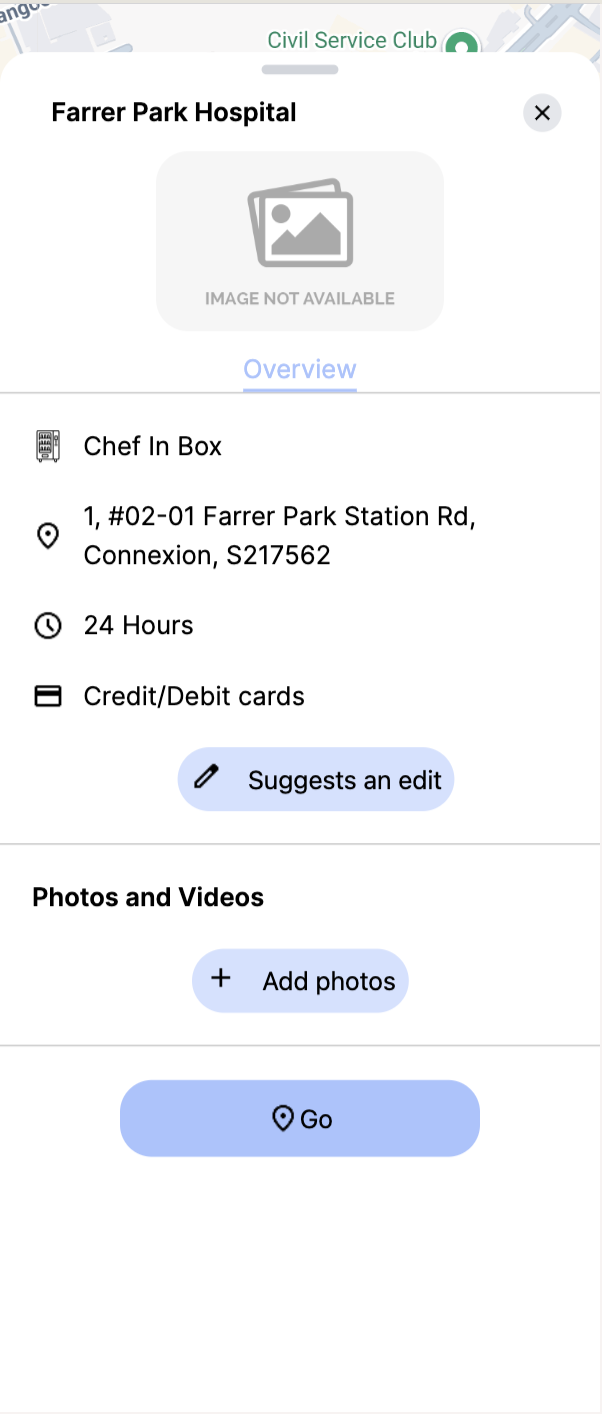 Civil Service Club
Farrer Park Hospital
IMAGE NOT AVAILABLE
Overview
Chef In Box
1, #02-01 Farrer Park Station Rd,
Connexion, S217562
24 Hours
Credit/Debit cards
Suggests an edit
Photos and Videos
Add photos
Go